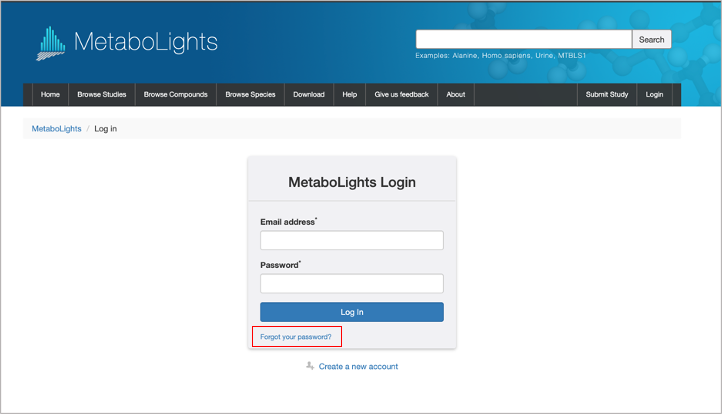 MetaboLights
Search
Examples: Alanine, Homo sapiens, Urine, MTBLS1
Home Browse Studies Browse Compounds Browse Species Download Help Give us feedback About Submit Study Login
MetaboLights / Log in
MetaboLights Login
Email address*
Password*
Log In
Forgot your password?
Create a new account